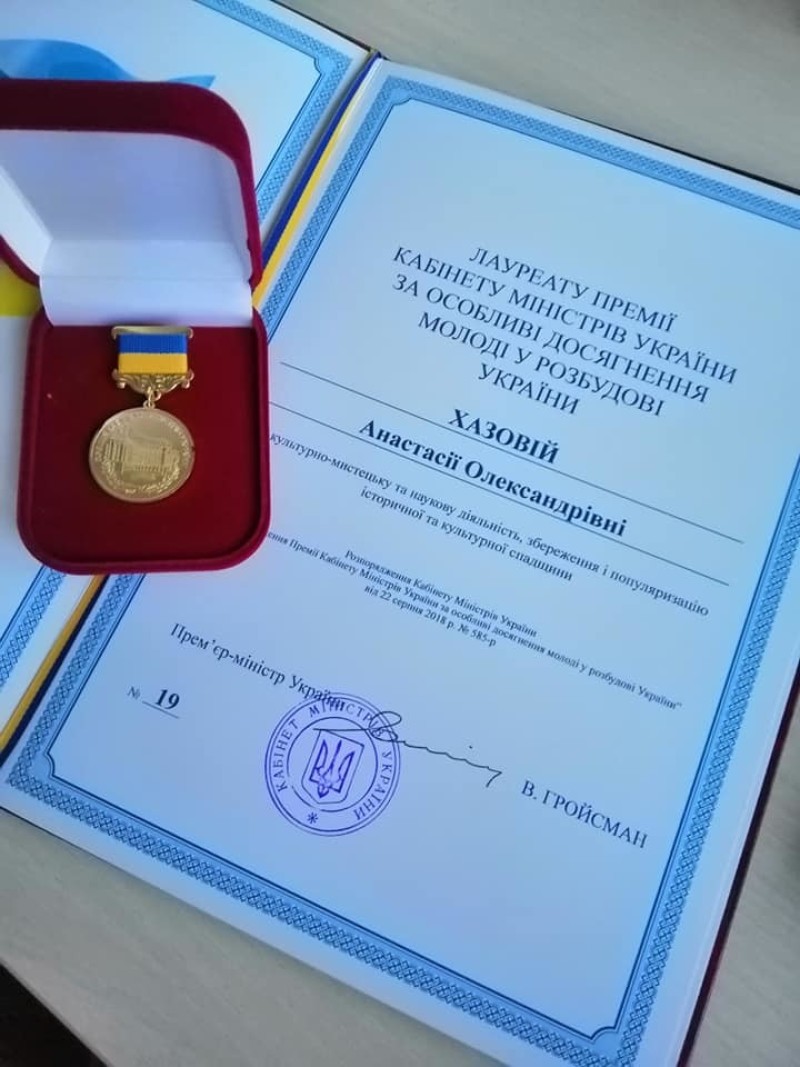 ЛАУРЕАТУ ПРЕМІЇ
КАБІНЕТУ МІНІСТРІВ УКРАЇНИ
ЗА ОСОБЛИВІ ДОСЯГНЕННЯ
МОЛОДІ У РОЗБУДОВІ
УКРАЇНИ
ХАЗОВІЙ
Анастасії Олександрівні
культурно-мистецьку та наукову діяльність, збереження і популяризацію
історичної та культурної спадщини
Розпорядження Кабінету Міністрів України
Премії Кабінету Міністрів України за особливі досягнення молоді у розбудові України"
від 22 серпня 2018 р. № 585-р
Прем’єр-міністр України
В. ГРОЙСМАН
№ 19
КАБІНЕТ МІНІСТРІВ УКРАЇНИ